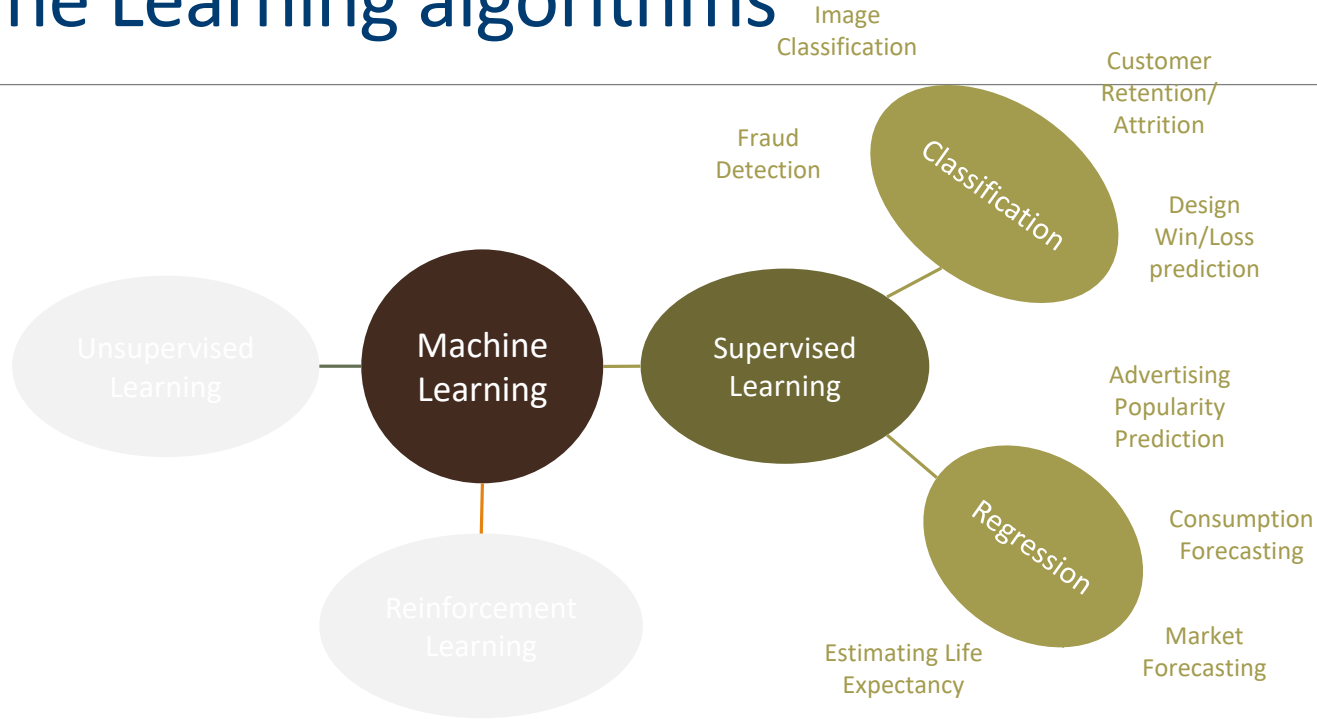 ne Learning algorithms
Image
Classification
Customer
Retention/
Attrition
Fraud
Detection
Classification
Design
Win/Loss
prediction
Unsupervised
Learning
Machine
Learning
Supervised
Learning
Advertising
Popularity
Prediction
Regression
Consumption
Forecasting
Reinforcement
Learning
Estimating Life
Expectancy
Market
Forecasting